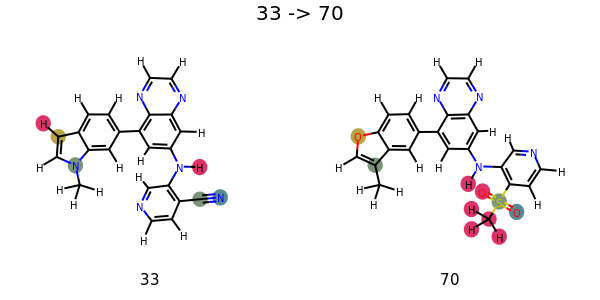 33 -> 70
H H H H
H H N N H H N N
H O
H H
H H H H
H N N H H N H N H
H H H H H
H N N H O H
H H S H
H O
H H H H
33 70